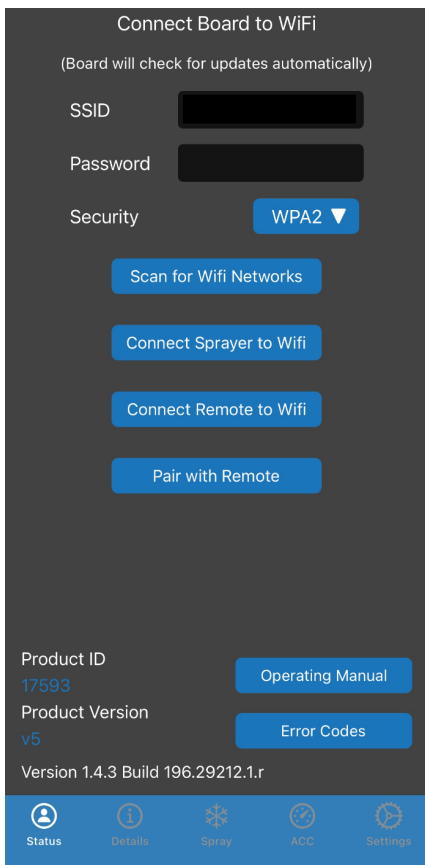 Connect Board to WiFi
(Board will check for updates automatically)
SSID
Password
Security WPA2
Scan for Wifi Networks
Connect Sprayer to Wifi
Connect Remote to Wifi
Pair with Remote
Product ID
17593
Operating Manual
Product Version
v5
Error Codes
Version 1.4.3 Build 196.29212.1.r
Status Details Spray ACC Settings